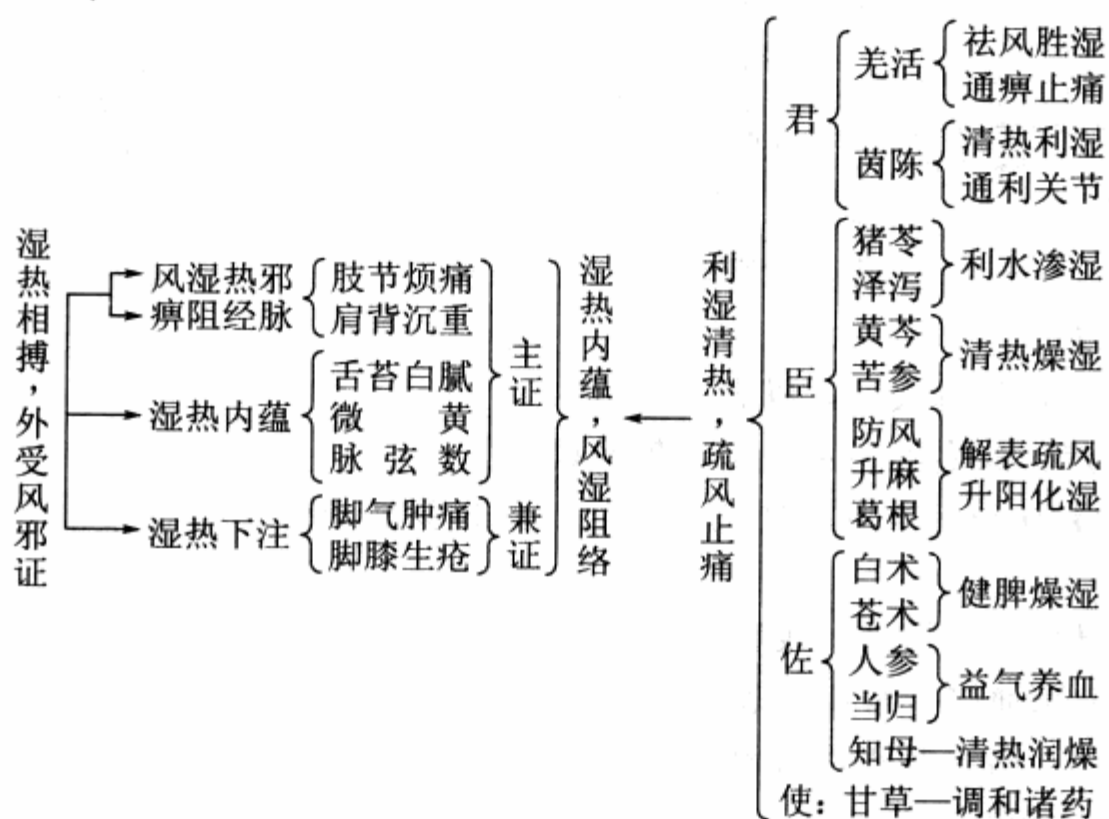 湿热相搏，外受风邪证
风湿热邪
痹阻经脉
肢节烦痛
肩背沉重
湿热内蕴
舌苔白腻
微黄
脉弦数
主证
湿热下注
脚气肿痛
脚膝生疮
兼证
湿热内蕴，风湿阻络
利湿清热，疏风止痛
君
羌活
祛风胜湿
通痹止痛
茵陈
清热利湿
通利关节
臣
猪苓
泽泻
利水渗湿
黄芩
苦参
清热燥湿
防风
升麻
葛根
解表疏风
升阳化湿
佐
白术
苍术
健脾燥湿
人参
当归
益气养血
知母—清热润燥
使：甘草—调和诸药